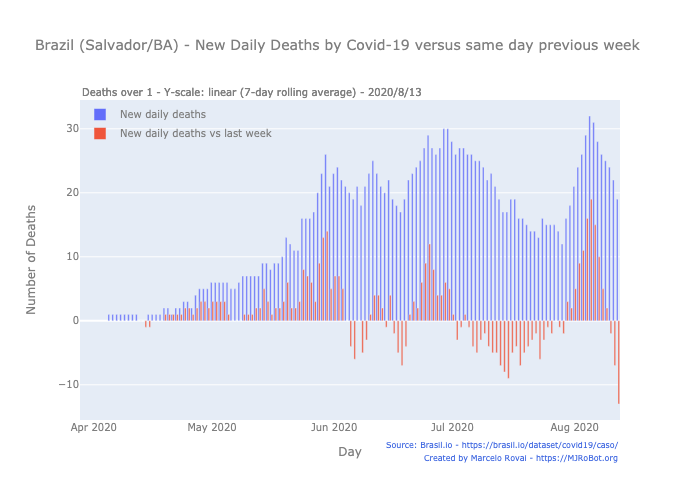 Brazil (Salvador/BA) - New Daily Deaths by Covid-19 versus same day previous week
Deaths over 1 - Y-scale: linear (7-day rolling average) - 2020/8/13
New daily deaths
New daily deaths vs last week
30
20
10
0
−10
Number of Deaths
Apr 2020
May 2020
Jun 2020
Jul 2020
Aug 2020
Day
Source: Brasil.io - https://brasil.io/dataset/covid19/caso/
Created by Marcelo Rovai - https://MJRoBot.org